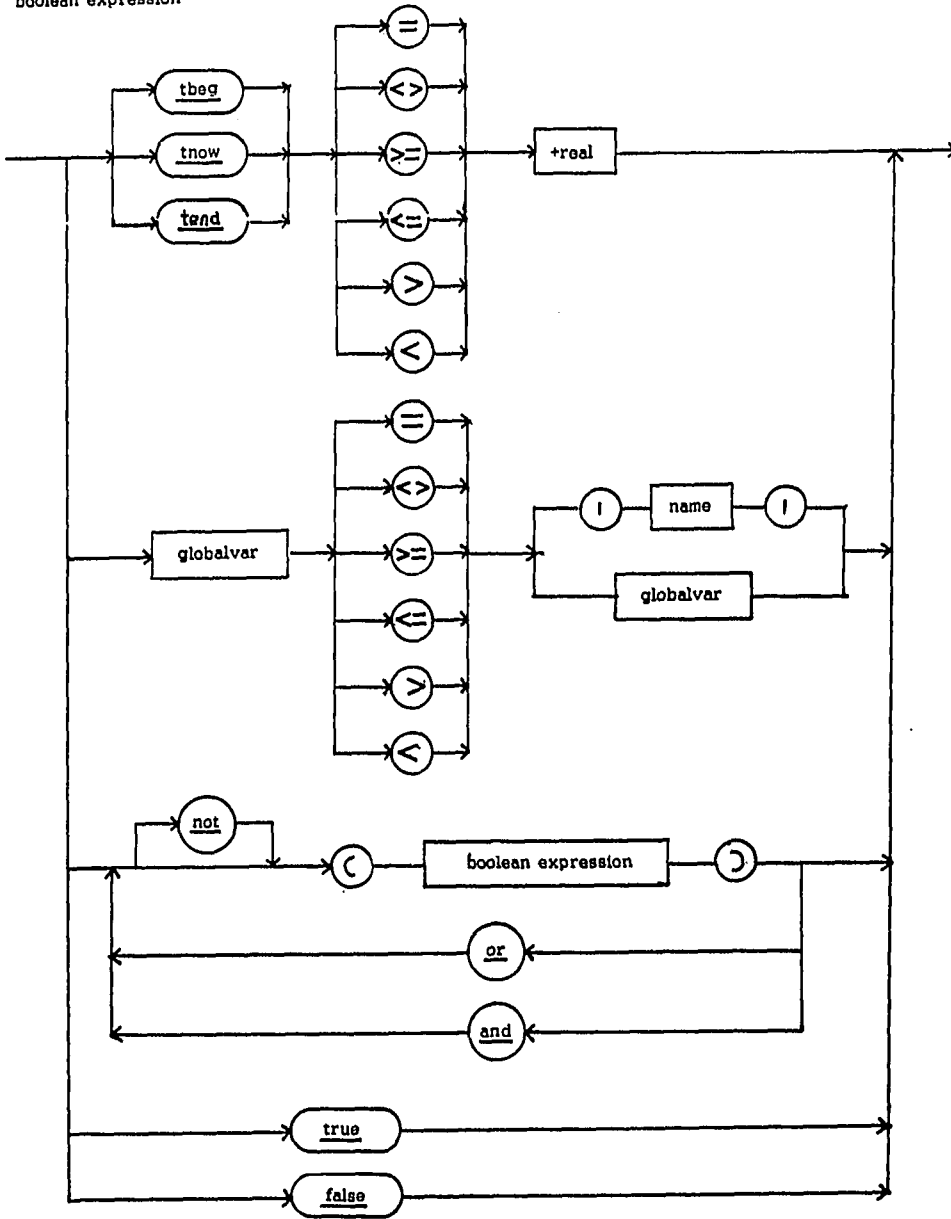 boolean expression
=
tbeg
<>
tnow
>=
+real
tend
<=
>
<
=
<>
' name '
globalvar
>=
globalvar
<=
>
<
not
( boolean expression )
or
and
true
false